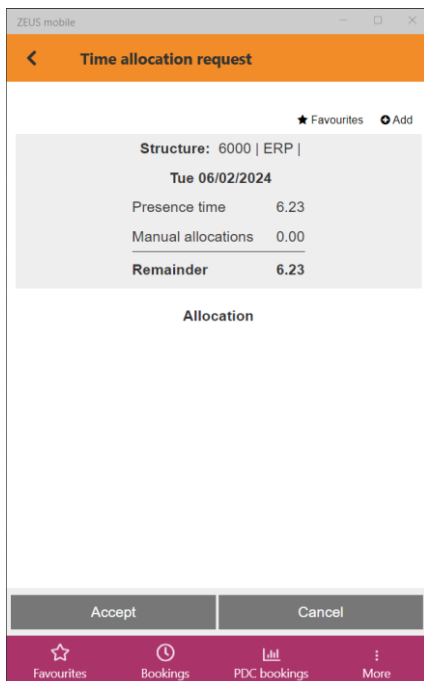 ZEUS mobile
Time allocation request
Favourites Add
Structure: 6000 | ERP |
Tue 06/02/2024
Presence time 6.23
Manual allocations 0.00
Remainder 6.23
Allocation
Accept Cancel
Favourites Bookings PDC bookings More